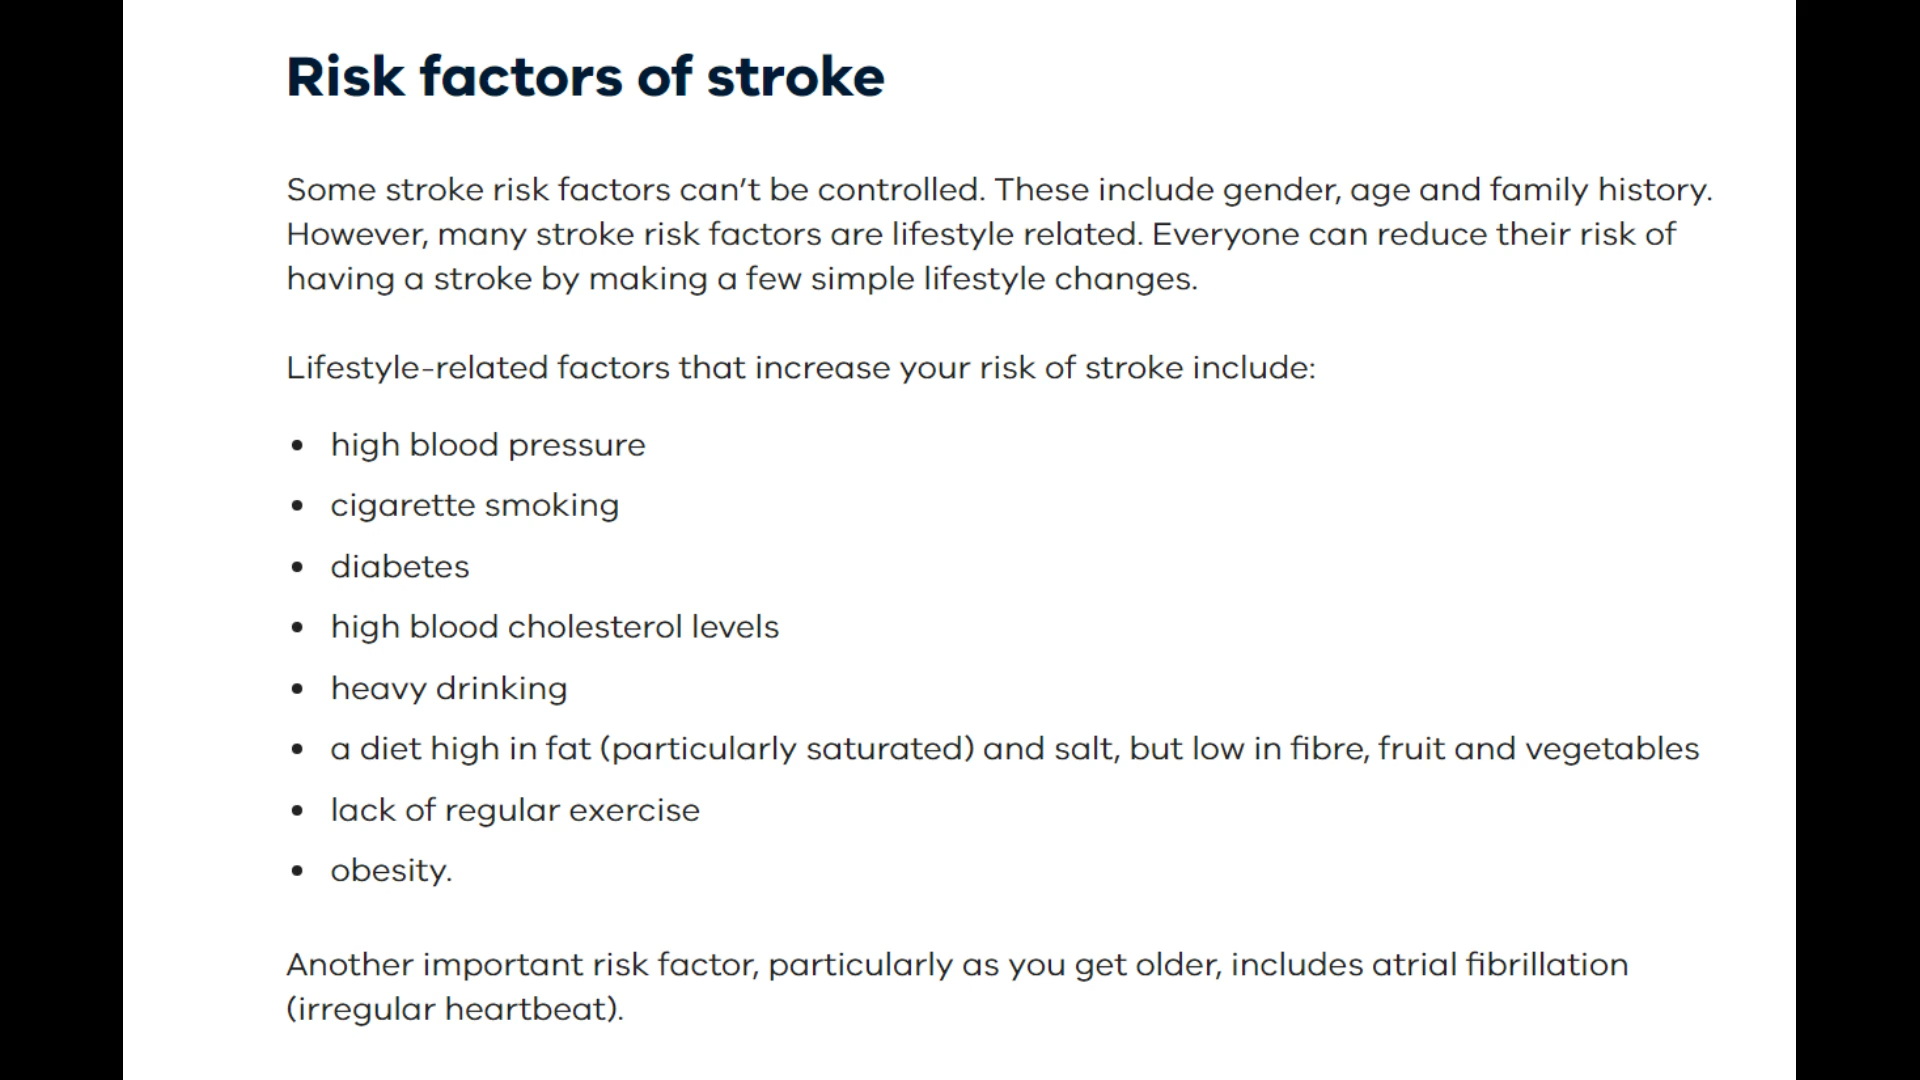 Risk factors of stroke
Some stroke risk factors can’t be controlled. These include gender, age and family history.
However, many stroke risk factors are lifestyle related. Everyone can reduce their risk of
having a stroke by making a few simple lifestyle changes.
Lifestyle-related factors that increase your risk of stroke include:
• high blood pressure
• cigarette smoking
• diabetes
• high blood cholesterol levels
• heavy drinking
• a diet high in fat (particularly saturated) and salt, but low in fibre, fruit and vegetables
• lack of regular exercise
• obesity.
Another important risk factor, particularly as you get older, includes atrial fibrillation
(irregular heartbeat).